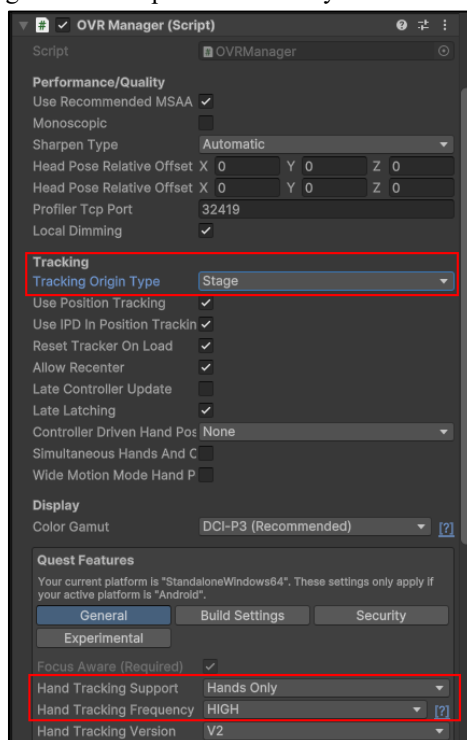 OVR Manager (Script)
Script OVRManager
Performance/Quality
Use Recommended MSAA
Monoscopic
Sharpen Type Automatic
Head Pose Relative Offset X 0 Y 0 Z 0
Head Pose Relative Offset X 0 Y 0 Z 0
Profiler Tcp Port 32419
Local Dimming
Tracking
Tracking Origin Type Stage
Use Position Tracking
Use IPD In Position Trackin
Reset Tracker On Load
Allow Recenter
Late Controller Update
Late Latching
Controller Driven Hand Pos None
Simultaneous Hands And C
Wide Motion Mode Hand P
Display
Color Gamut DCI-P3 (Recommended) [?]
Quest Features
Your current platform is "StandaloneWindows64". These settings only apply if
your active platform is "Android".
General Build Settings Security
Experimental
Focus Aware (Required)
Hand Tracking Support Hands Only
Hand Tracking Frequency HIGH [?]
Hand Tracking Version V2